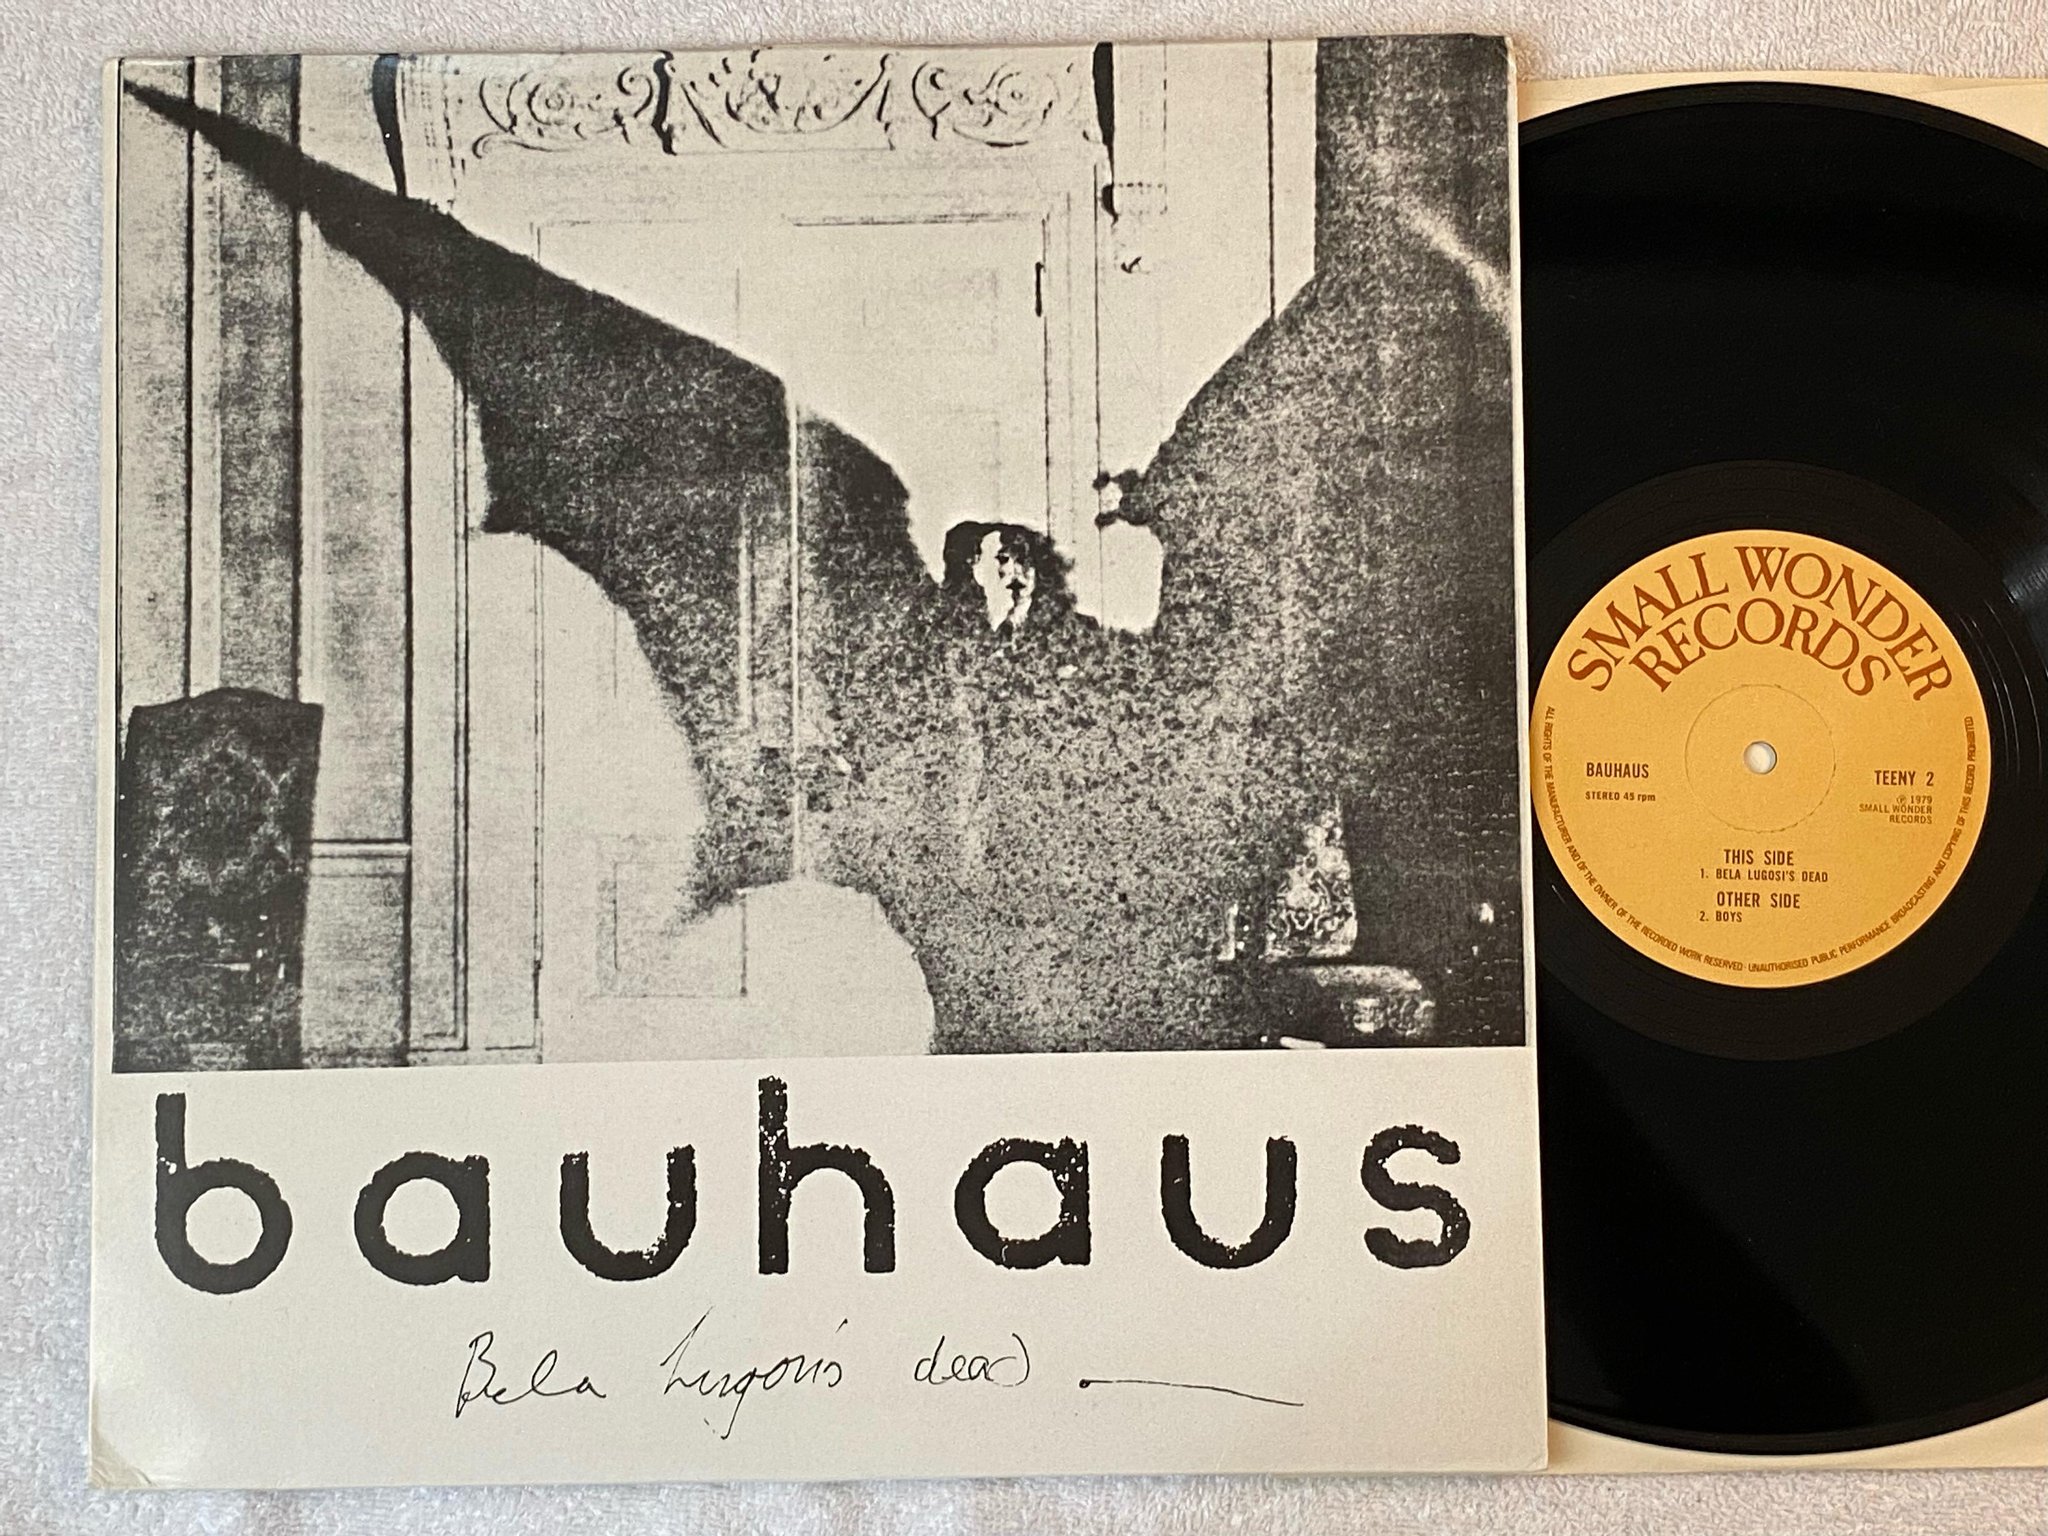 bauhaus
Bela Lugosi's dead
SMALL WONDER
RECORDS
BAUHAUS
STEREO 45 rpm
TEENY 2
℗ 1979
SMALL WONDER
RECORDS
THIS SIDE
1. BELA LUGOSI'S DEAD
OTHER SIDE
2. BOYS
ALL RIGHTS OF THE MANUFACTURER AND OF THE OWNER OF THE RECORDED WORK RESERVED · UNAUTHORISED PUBLIC PERFORMANCE BROADCASTING AND COPYING OF THIS RECORD PROHIBITED